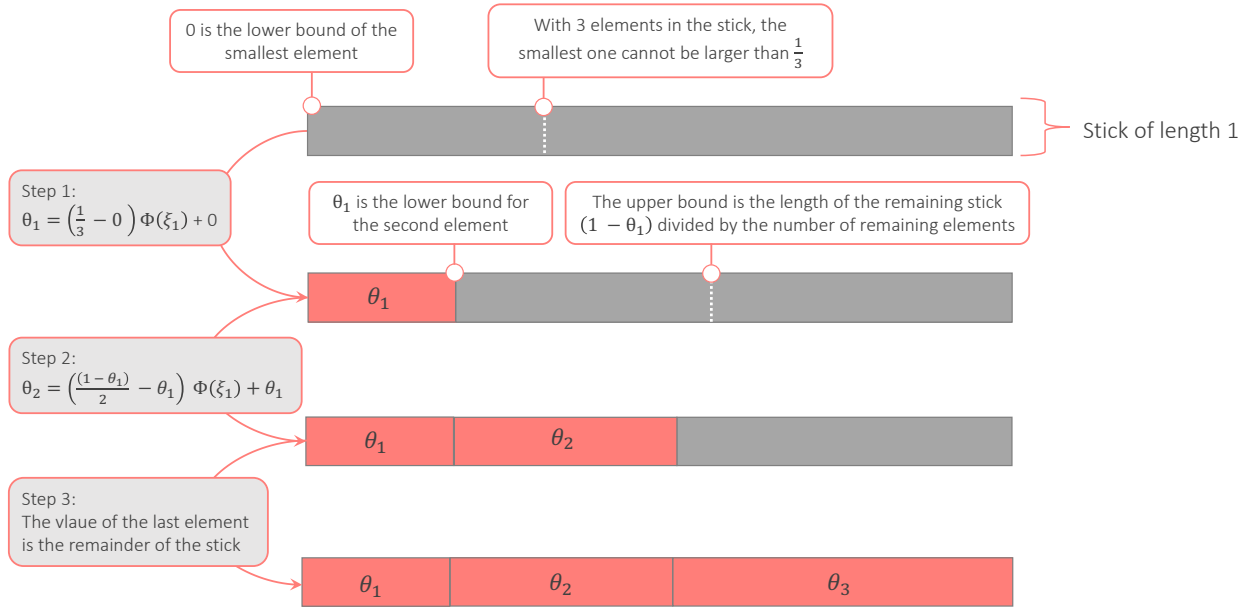 0 is the lower bound of the
smallest element
With 3 elements in the stick, the
smallest one cannot be larger than 1/3
Stick of length 1
Step 1:
θ₁ = (1/3 − 0) Φ(ξ₁) + 0
θ₁ is the lower bound for
the second element
The upper bound is the length of the remaining stick
(1 − θ₁) divided by the number of remaining elements
θ₁
Step 2:
θ₂ = ((1 − θ₁)/2 − θ₁) Φ(ξ₁) + θ₁
θ₁ θ₂
Step 3:
The vlaue of the last element
is the remainder of the stick
θ₁ θ₂ θ₃